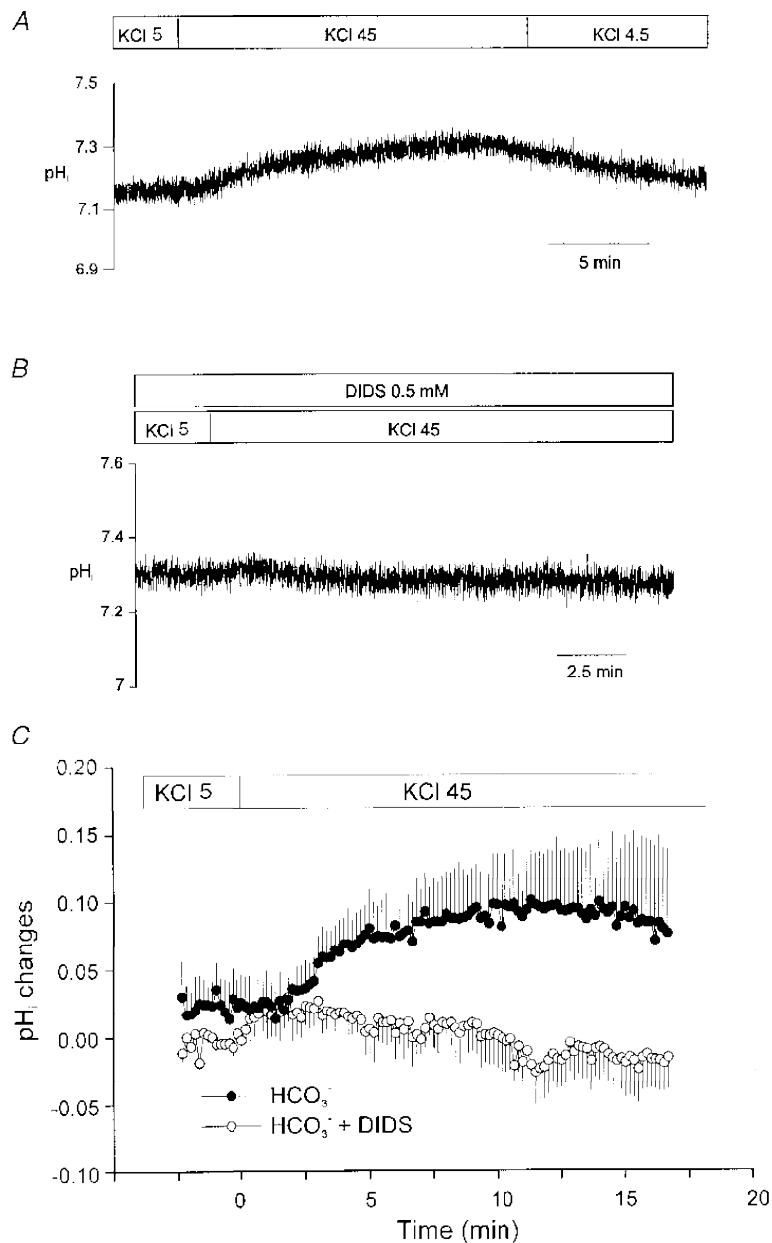 A
KCl 5 KCl 45 KCl 4.5
7.5
7.3
pHi
7.1
6.9
5 min
B
DIDS 0.5 mM
KCl 5 KCl 45
7.6
7.4
pHi
7.2
7
2.5 min
C
0.20
KCl 5 KCl 45
0.15
0.10
pHi changes
0.05
0.00
-0.05
HCO3-
HCO3- + DIDS
-0.10
0 5 10 15 20
Time (min)